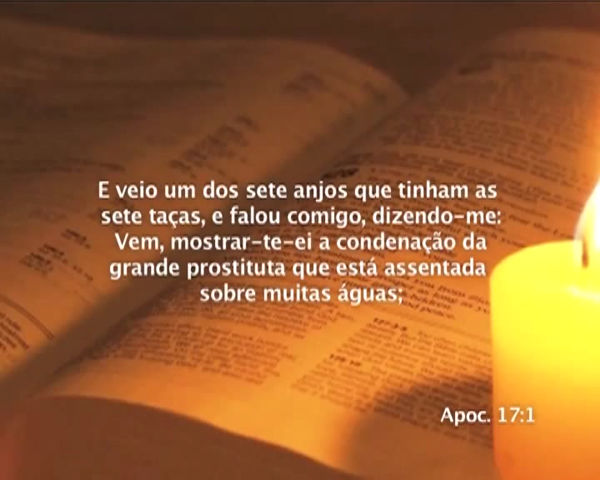 E veio um dos sete anjos que tinham as
sete taças, e falou comigo, dizendo-me:
Vem, mostrar-te-ei a condenação da
grande prostituta que está assentada
sobre muitas águas;
Apoc. 17:1